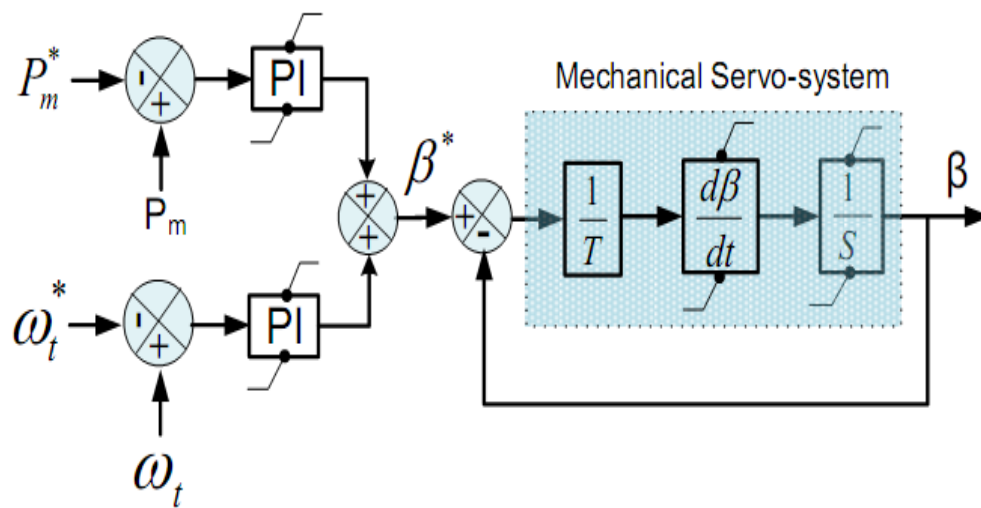 Mechanical Servo-system
P*m
-
+
PI
Pm
β*
+
+
+
-
1/T
dβ/dt
1/S
β
ω*t
-
+
PI
ωt